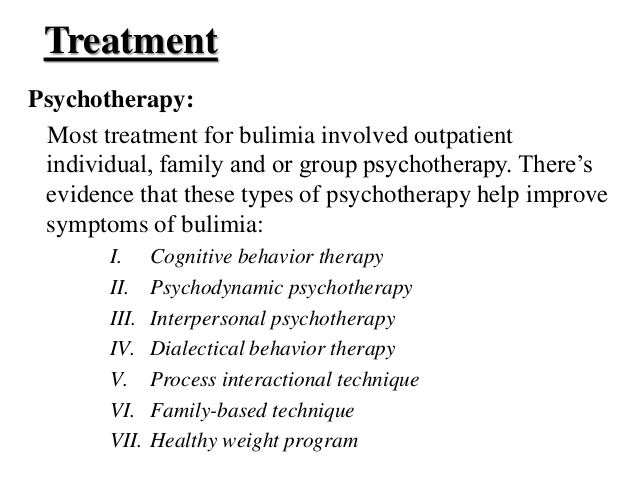 Treatment
Psychotherapy:
Most treatment for bulimia involved outpatient
individual, family and or group psychotherapy. There’s
evidence that these types of psychotherapy help improve
symptoms of bulimia:
I. Cognitive behavior therapy
II. Psychodynamic psychotherapy
III. Interpersonal psychotherapy
IV. Dialectical behavior therapy
V. Process interactional technique
VI. Family-based technique
VII. Healthy weight program